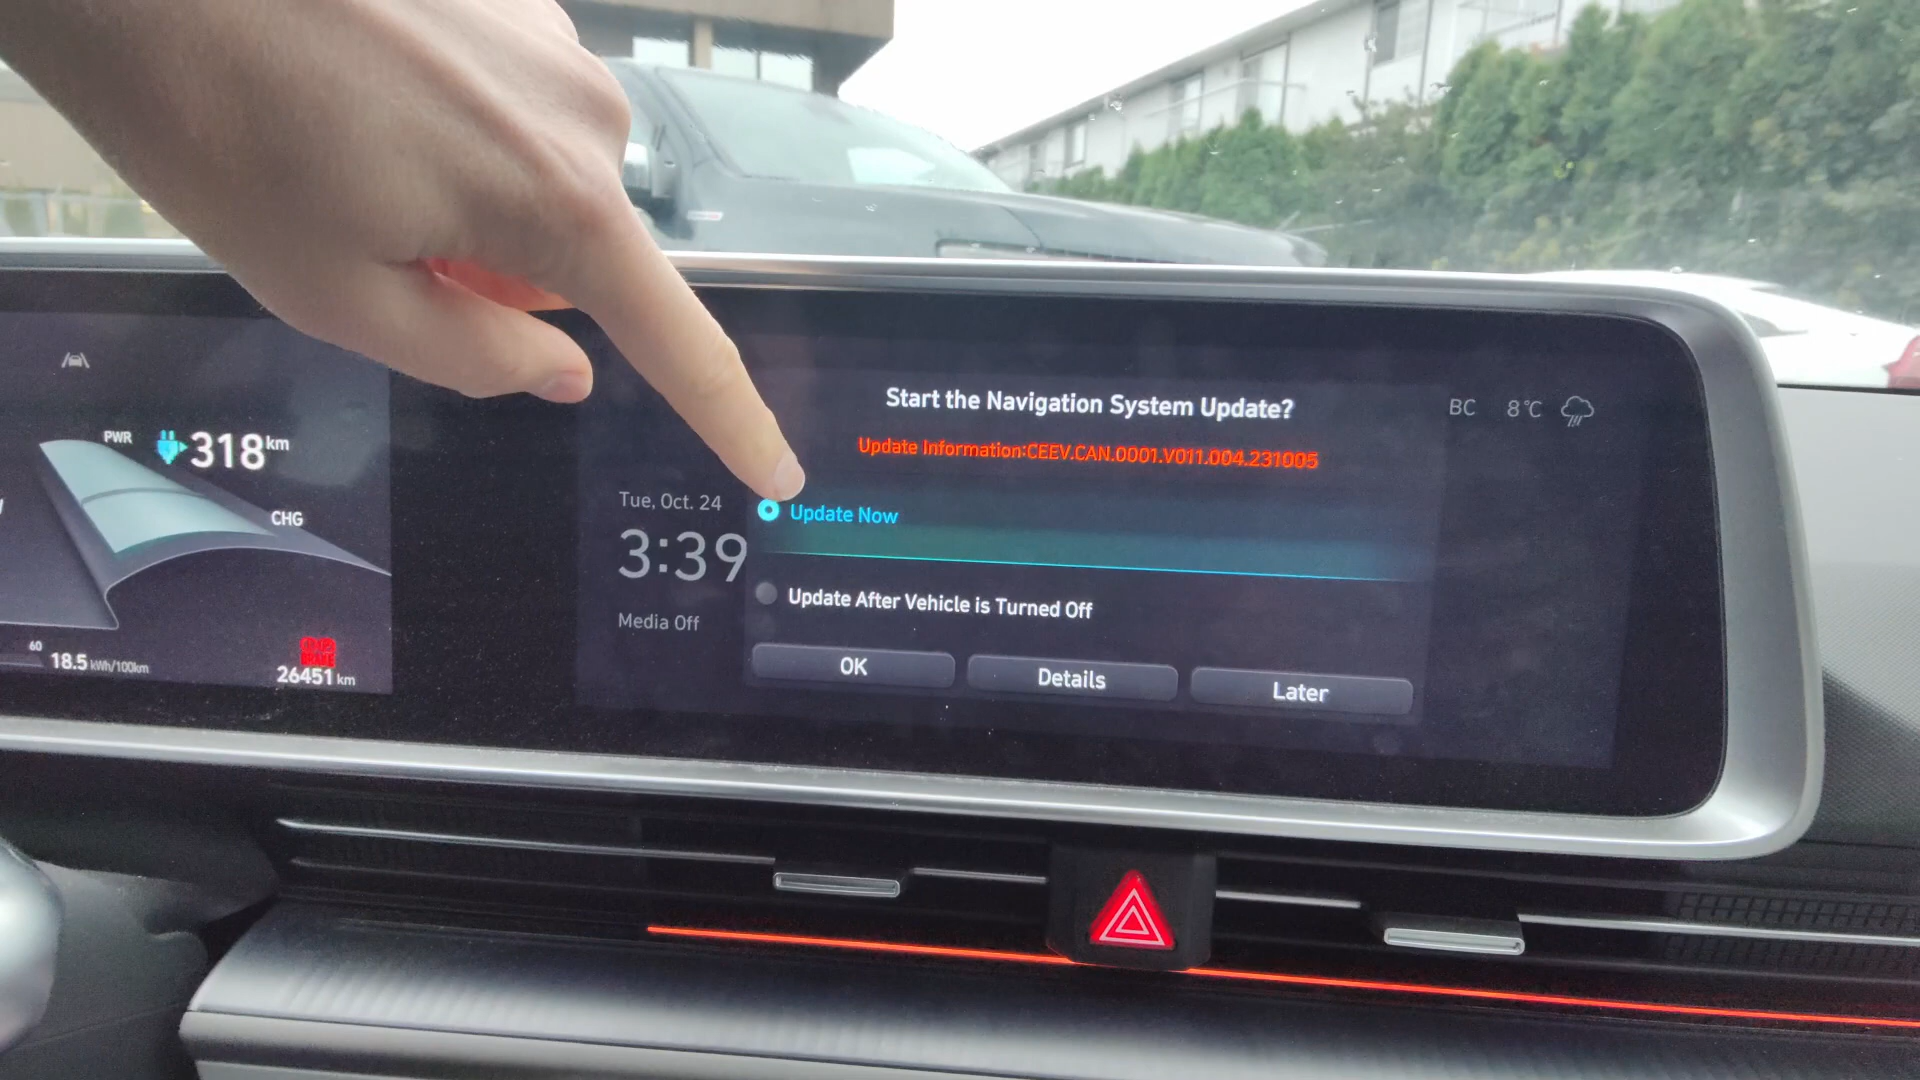 PWR
318 km
CHG
60
18.5 kWh/100km
26451 km
Tue, Oct. 24
3:39
Media Off
Start the Navigation System Update?
Update Information:CEEV.CAN.0001.V011.004.231005
Update Now
Update After Vehicle is Turned Off
OK
Details
Later
BC 8°C